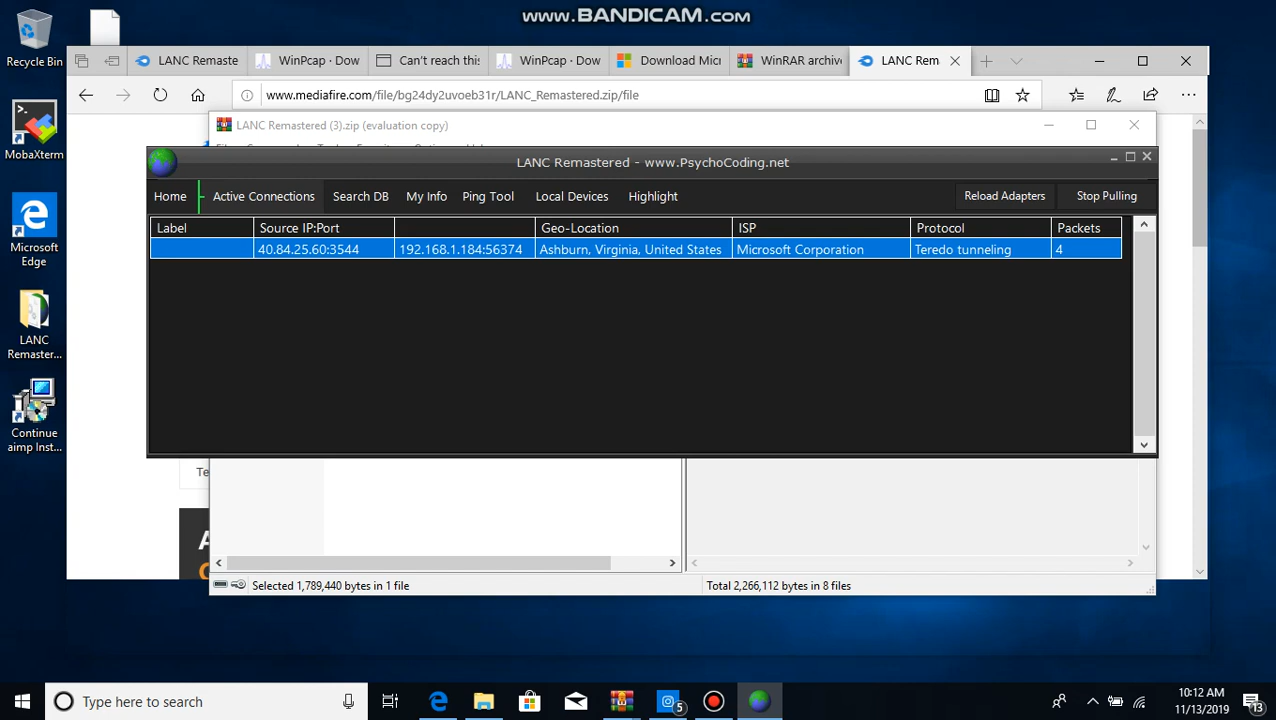 www.BANDICAM.com
Recycle Bin
MobaXterm
Microsoft
Edge
LANC
Remaster...
Continue
aimp Inst...
LANC Remaste
WinPcap · Dow
Can't reach this
WinPcap · Dow
Download Micr
WinRAR archive
LANC Rem
www.mediafire.com/file/bg24dy2uvoeb31r/LANC_Remastered.zip/file
LANC Remastered (3).zip (evaluation copy)
LANC Remastered - www.PsychoCoding.net
Home
Active Connections
Search DB
My Info
Ping Tool
Local Devices
Highlight
Reload Adapters
Stop Pulling
Label Source IP:Port Geo-Location ISP Protocol Packets
40.84.25.60:3544 192.168.1.184:56374 Ashburn, Virginia, United States Microsoft Corporation Teredo tunneling 4
Te
A
Selected 1,789,440 bytes in 1 file
Total 2,266,112 bytes in 8 files
Type here to search
5
10:12 AM
11/13/2019
13